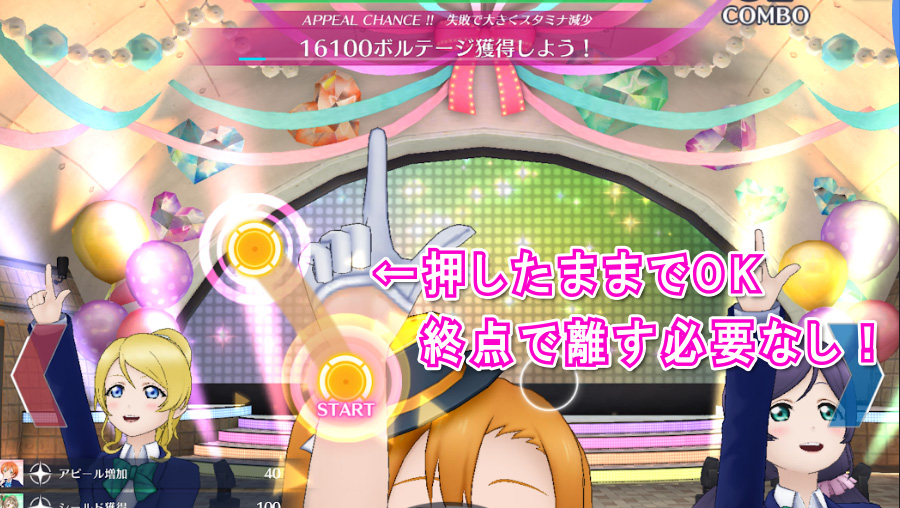 COMBO
APPEAL CHANCE !! 失敗で大きくスタミナ減少
16100ボルテージ獲得しよう！
←押したままでOK
終点で離す必要なし！
START
アピール増加 40
シールド獲得 100